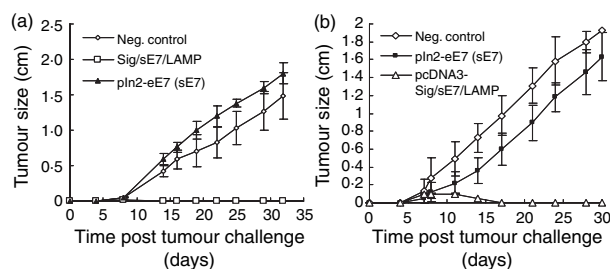 (a)
Tumour size (cm)
2·5
2·0
1·5
1·0
0·5
0
Neg. control
Sig/sE7/LAMP
pIn2-eE7 (sE7)
0 5 10 15 20 25 30 35
Time post tumour challenge
(days)
(b)
Tumour size (cm)
2
1·8
1·6
1·4
1·2
1
0·8
0·6
0·4
0·2
0
Neg. control
pIn2-eE7 (sE7)
pcDNA3-
Sig/sE7/LAMP
0 5 10 15 20 25 30
Time post tumour challenge
(days)